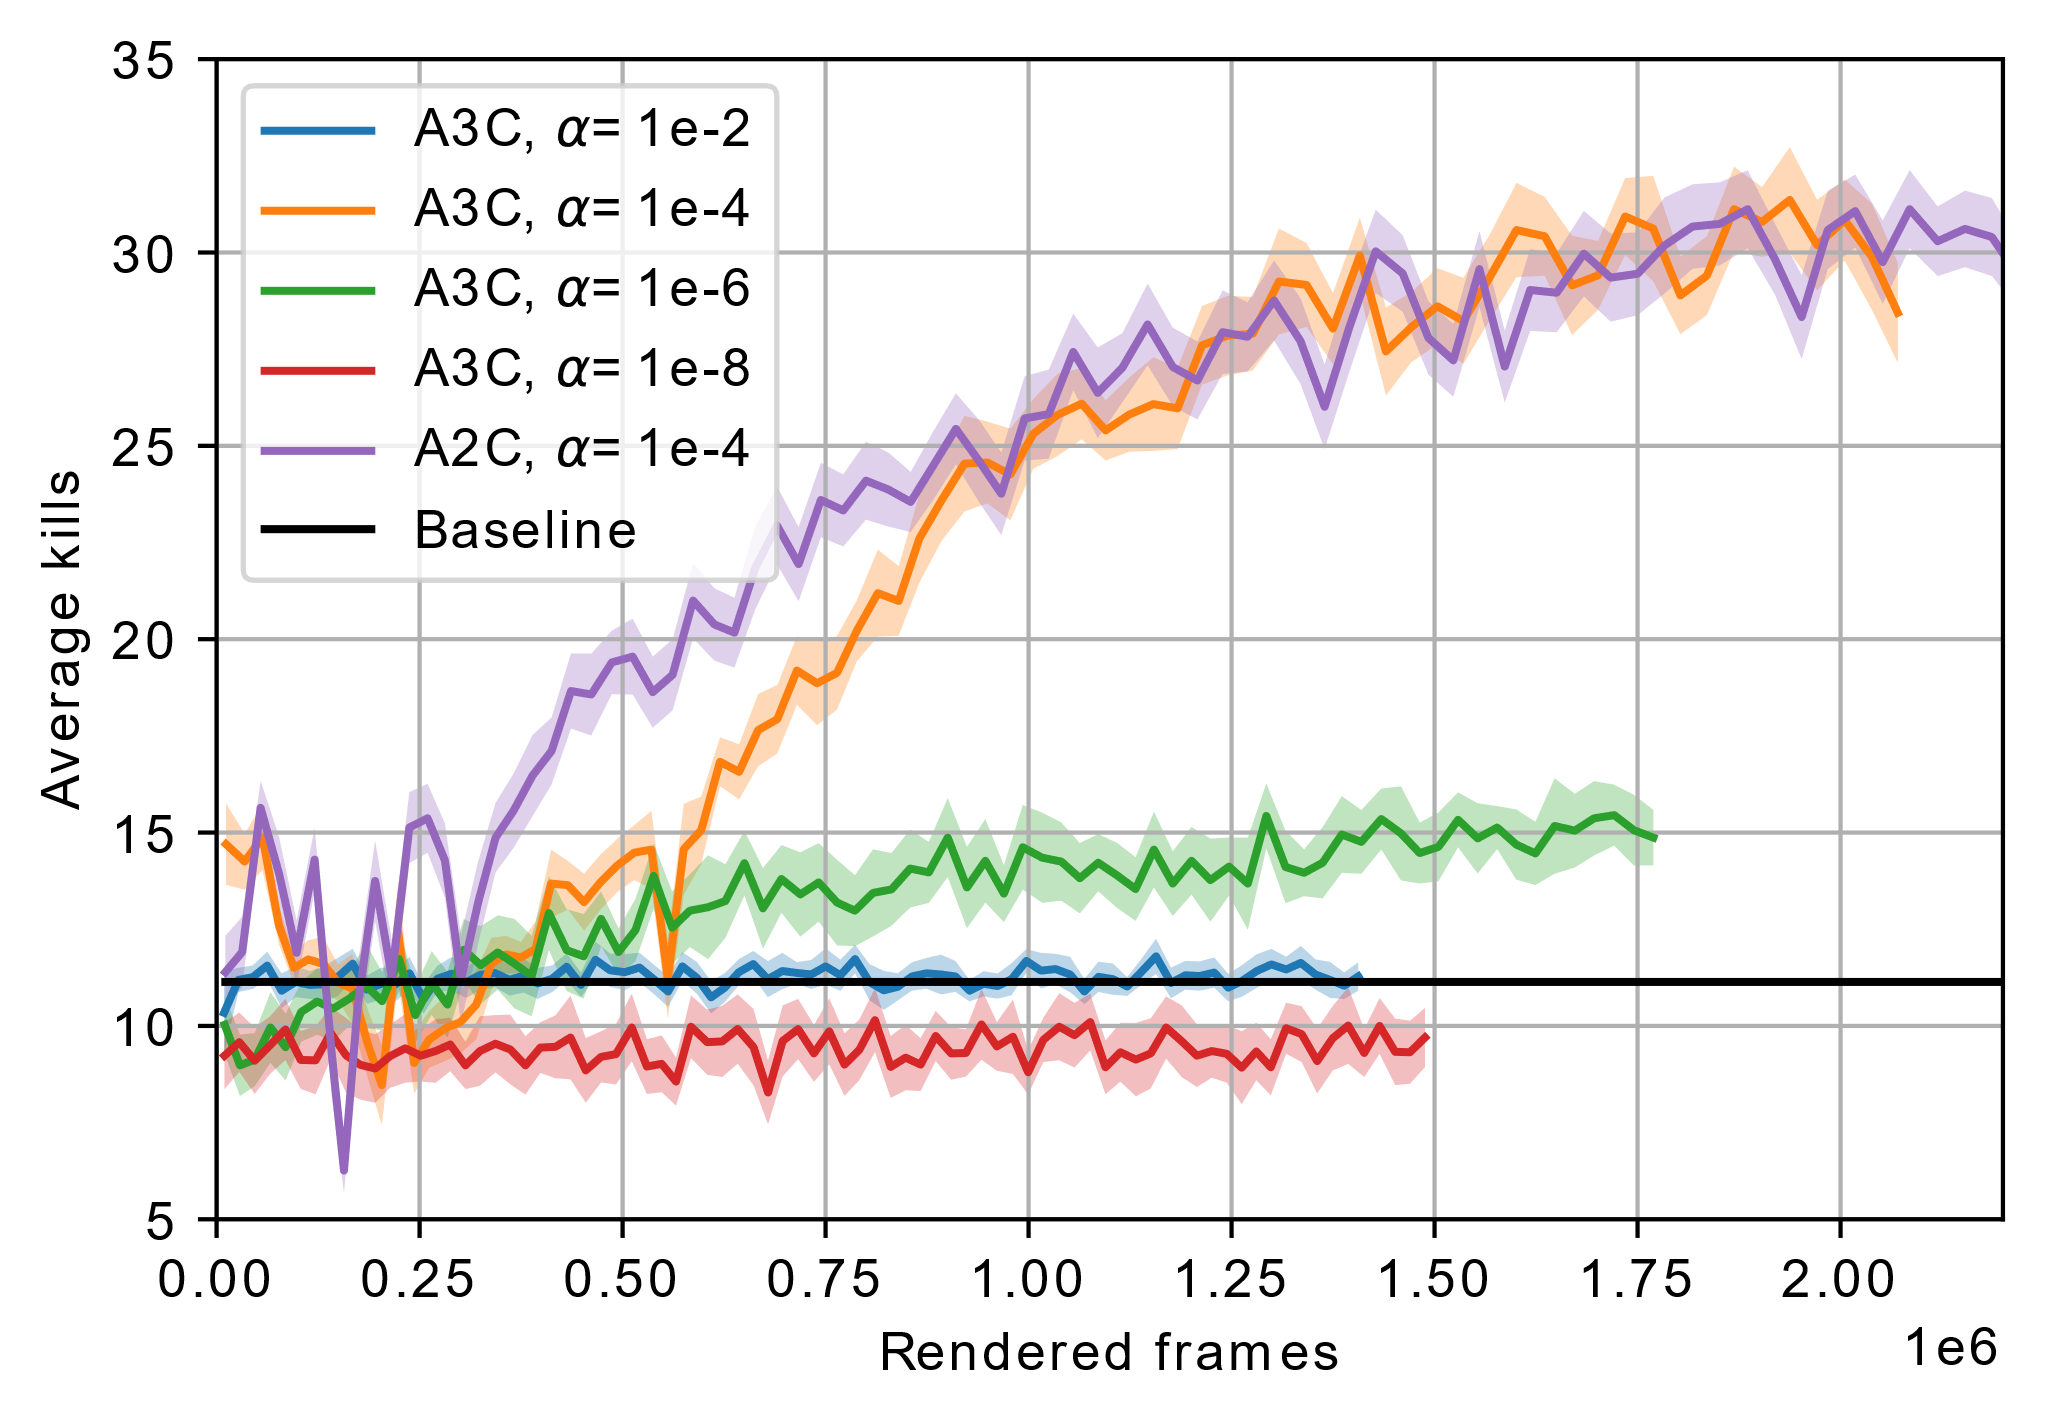 35
30
25
20
15
10
5
Average kills
A3C, α= 1e-2
A3C, α= 1e-4
A3C, α= 1e-6
A3C, α= 1e-8
A2C, α= 1e-4
Baseline
0.00 0.25 0.50 0.75 1.00 1.25 1.50 1.75 2.00
Rendered frames
1e6